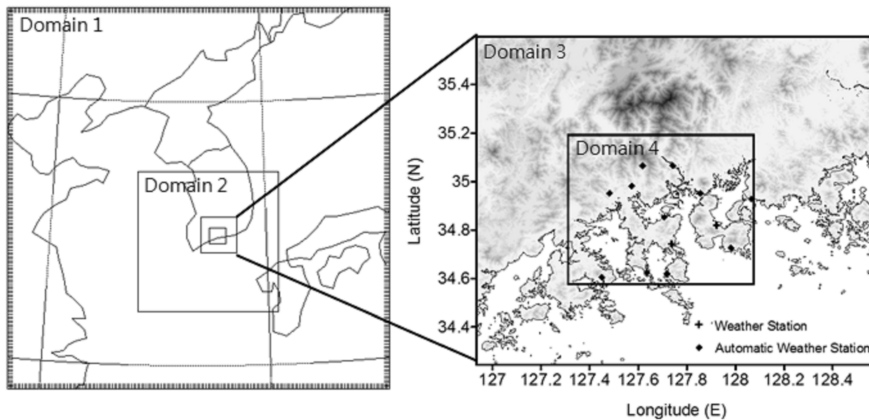 Domain 1
Domain 2
Domain 3
Domain 4
35.4
35.2
35
34.8
34.6
34.4
Latitude (N)
+ Weather Station
◆ Automatic Weather Station
127 127.2 127.4 127.6 127.8 128 128.2 128.4
Longitude (E)